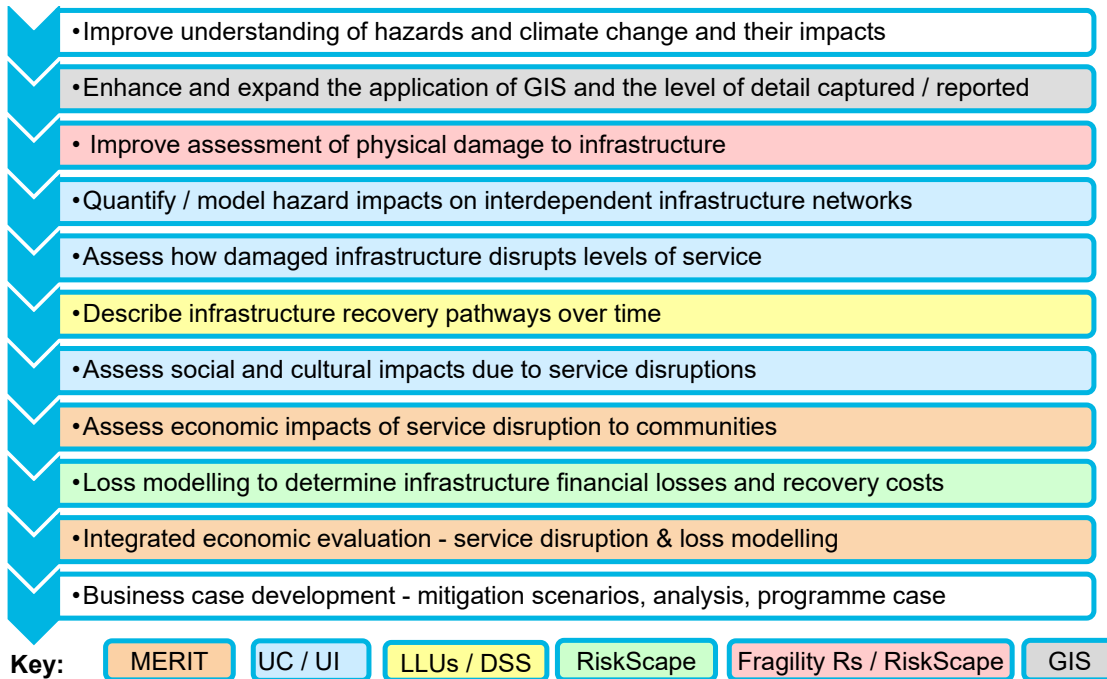 •Improve understanding of hazards and climate change and their impacts
•Enhance and expand the application of GIS and the level of detail captured / reported
• Improve assessment of physical damage to infrastructure
•Quantify / model hazard impacts on interdependent infrastructure networks
•Assess how damaged infrastructure disrupts levels of service
•Describe infrastructure recovery pathways over time
•Assess social and cultural impacts due to service disruptions
•Assess economic impacts of service disruption to communities
•Loss modelling to determine infrastructure financial losses and recovery costs
•Integrated economic evaluation - service disruption & loss modelling
•Business case development - mitigation scenarios, analysis, programme case
Key: MERIT UC / UI LLUs / DSS RiskScape Fragility Rs / RiskScape GIS